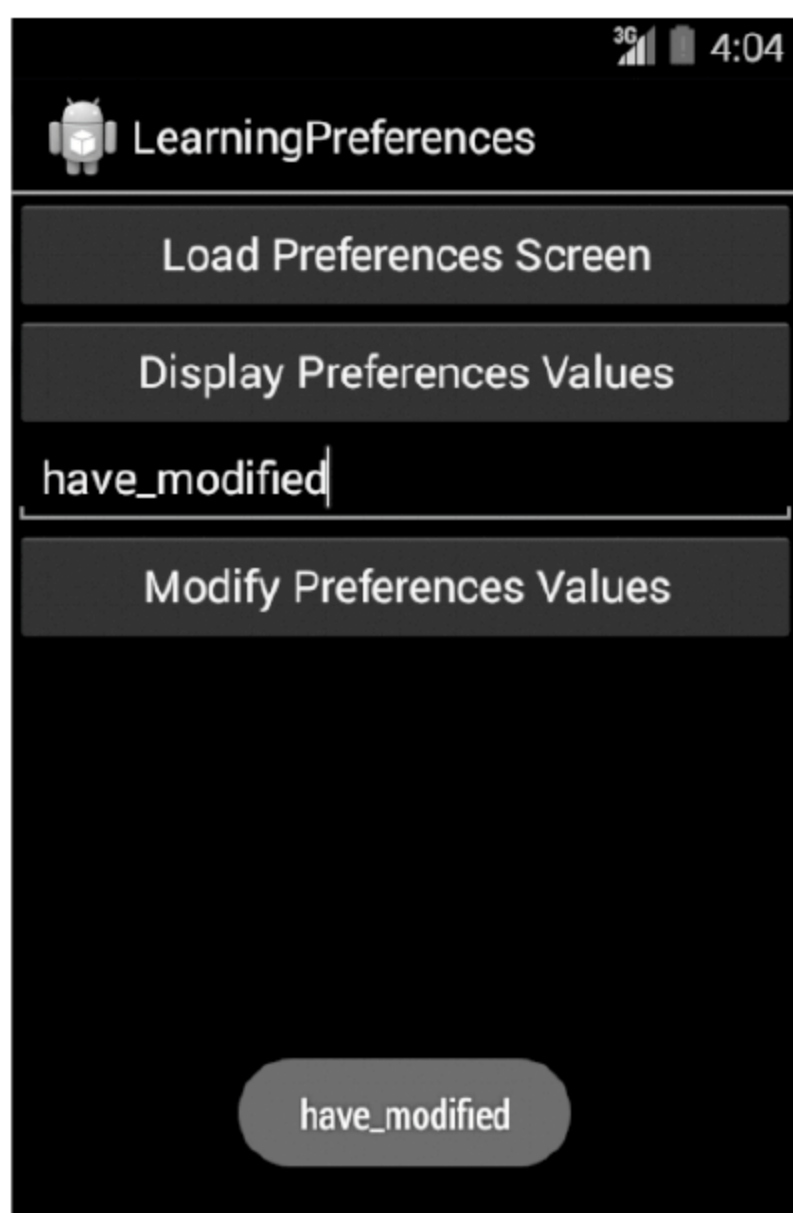 3G 4:04
LearningPreferences
Load Preferences Screen
Display Preferences Values
have_modified
Modify Preferences Values
have_modified